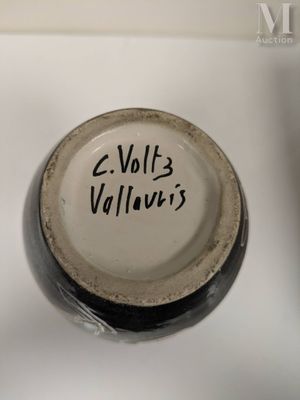 M
Auction
C. Voltz
Vallauris